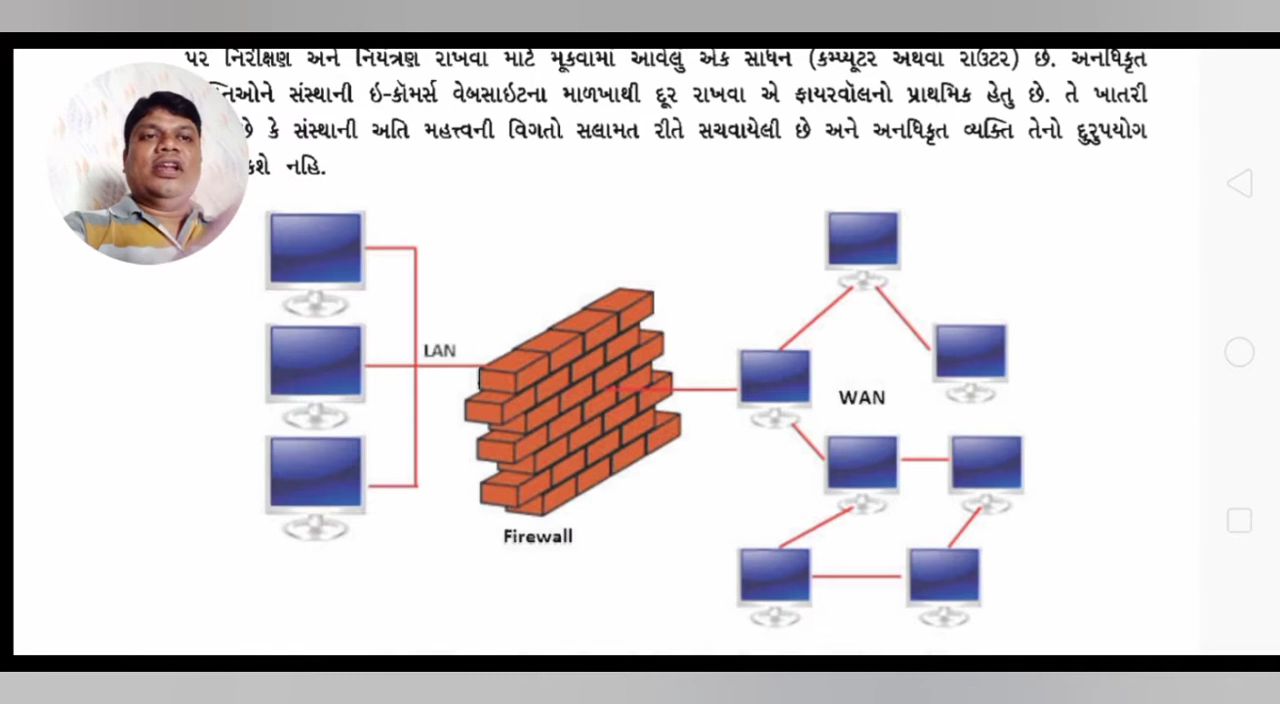 પર નિરીક્ષણ અને નિયંત્રણ રાખવા માટે મૂકવામાં આવેલું એક સાધન (કમ્પ્યૂટર અથવા રાઉટર) છે. અનધિકૃત
સંસ્થાની ઇ-કૉમર્સ વેબસાઇટના માળખાથી દૂર રાખવા એ ફાયરવૉલનો પ્રાથમિક હેતુ છે. તે ખાતરી
છે કે સંસ્થાની અતિ મહત્ત્વની વિગતો સલામત રીતે સચવાયેલી છે અને અનધિકૃત વ્યક્તિ તેનો દુરુપયોગ
નહિ.
LAN
WAN
Firewall